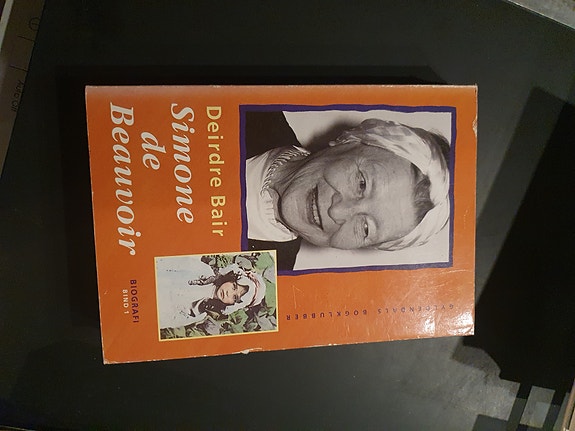 Deirdre Bair
Simone
de
Beauvoir
BIOGRAFI
BIND 1
GYLDENDALS BOGKLUBBER